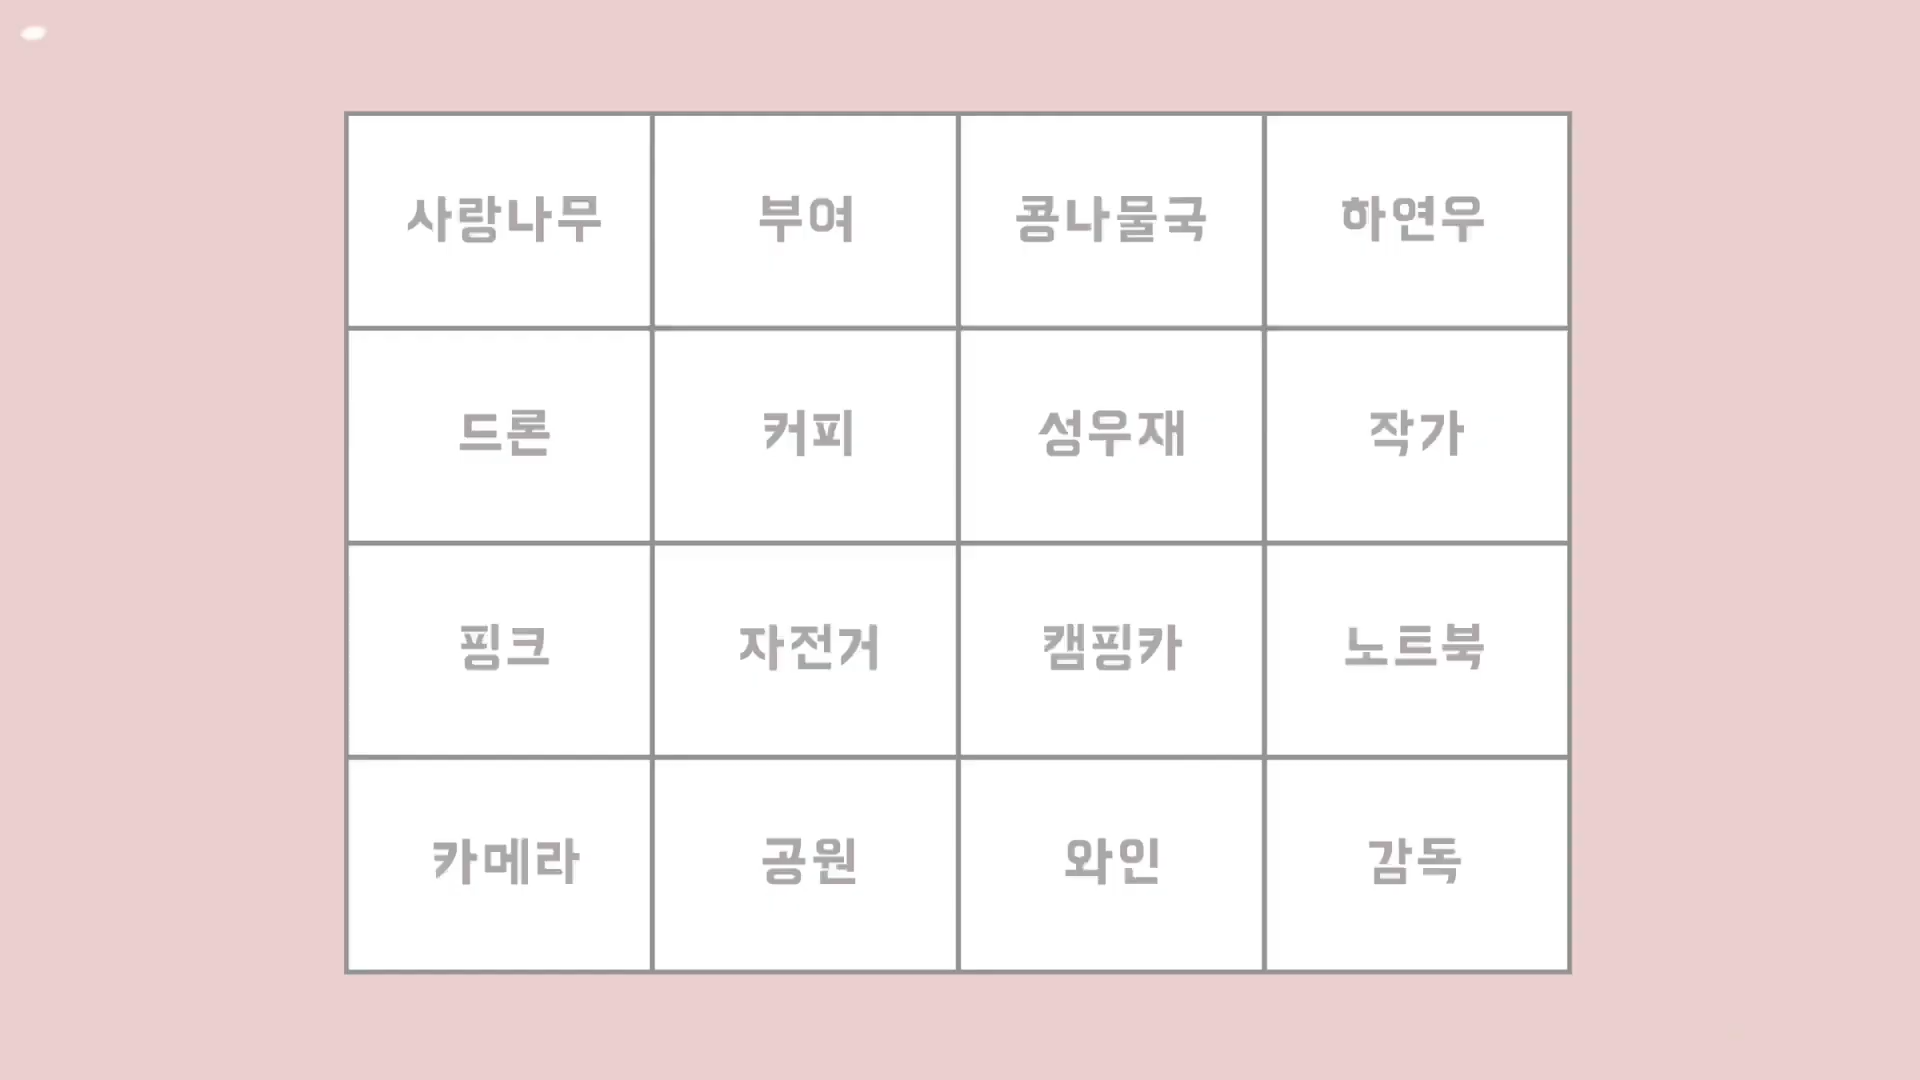 사랑나무 부여 콩나물국 하연우
드론 커피 성우재 작가
핑크 자전거 캠핑카 노트북
카메라 공원 와인 감독